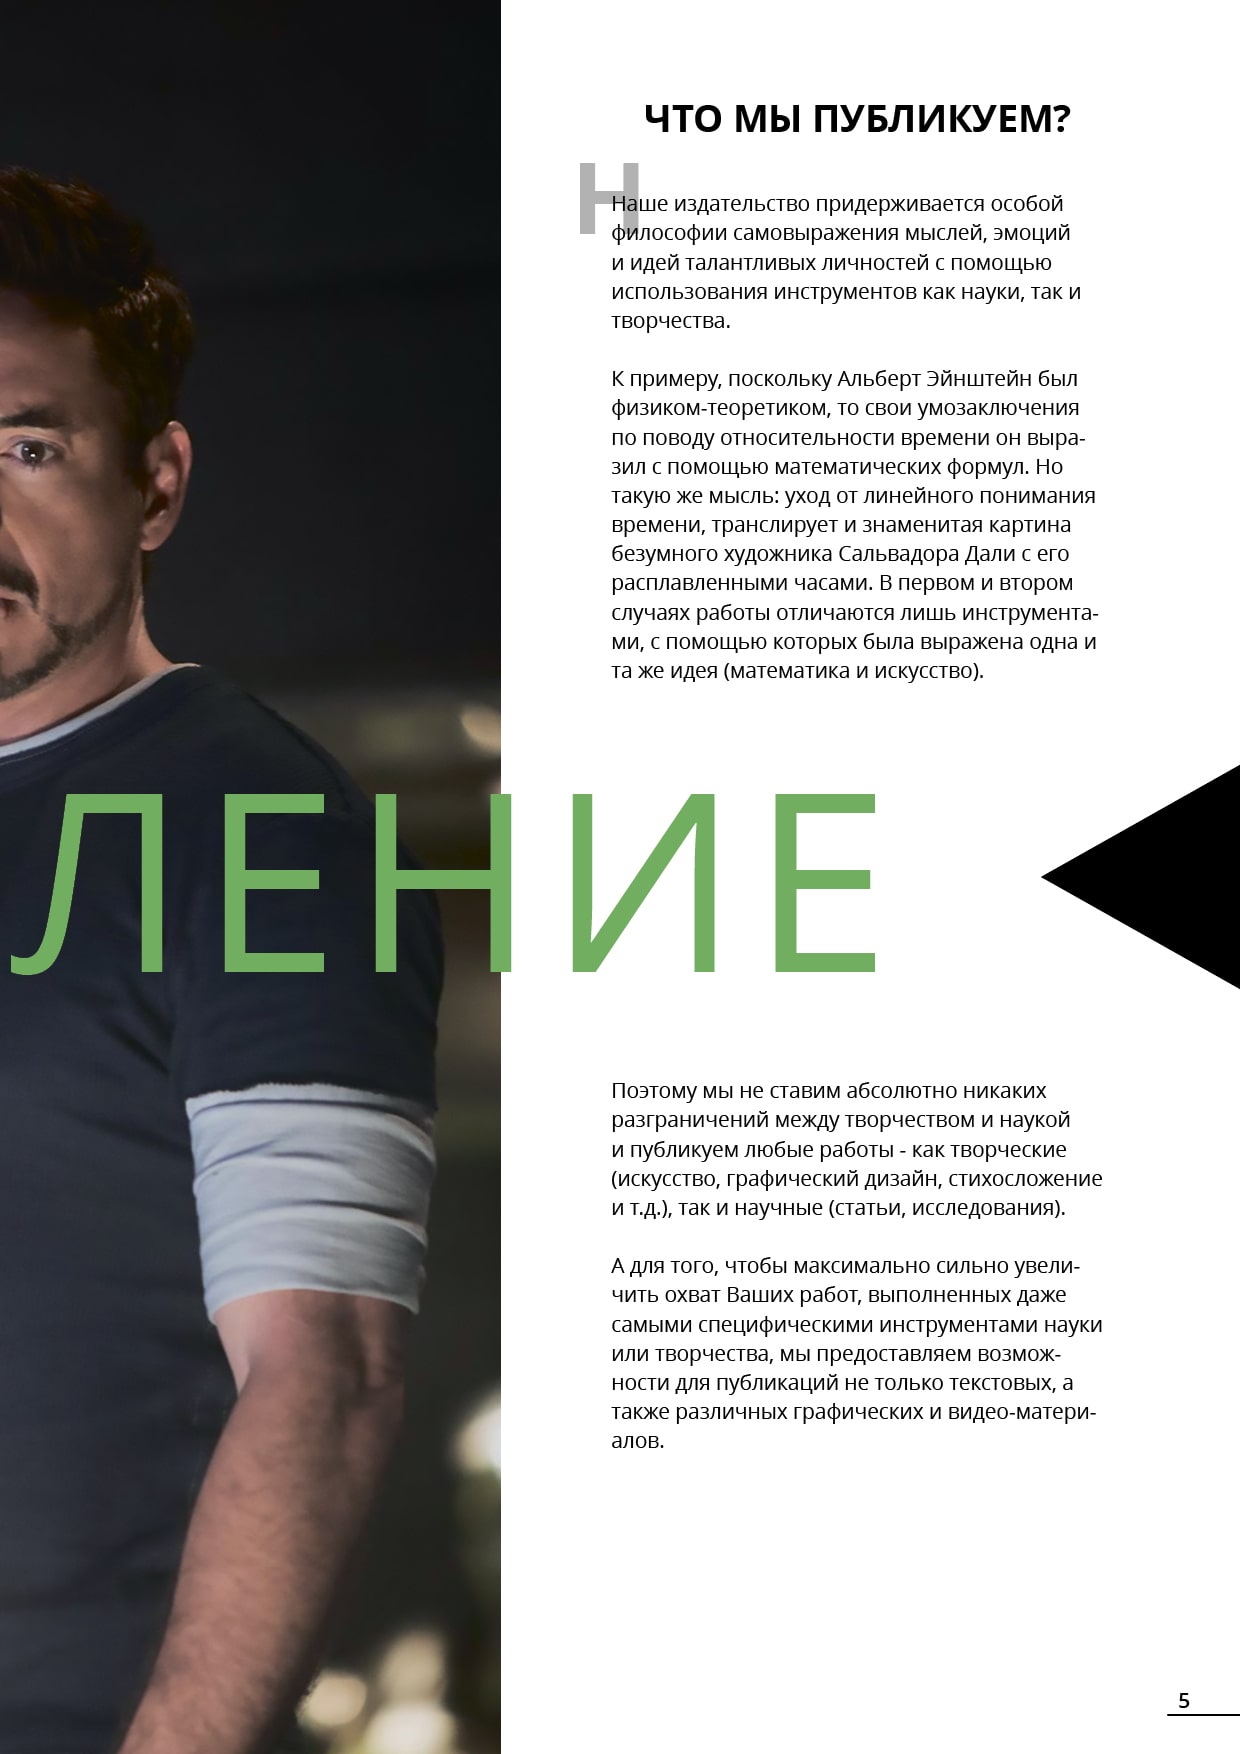 ЧТО МЫ ПУБЛИКУЕМ?
Н
Наше издательство придерживается особой
философии самовыражения мыслей, эмоций
и идей талантливых личностей с помощью
использования инструментов как науки, так и
творчества.
К примеру, поскольку Альберт Эйнштейн был
физиком-теоретиком, то свои умозаключения
по поводу относительности времени он выра-
зил с помощью математических формул. Но
такую же мысль: уход от линейного понимания
времени, транслирует и знаменитая картина
безумного художника Сальвадора Дали с его
расплавленными часами. В первом и втором
случаях работы отличаются лишь инструмента-
ми, с помощью которых была выражена одна и
та же идея (математика и искусство).
ЛЕНИЕ
Поэтому мы не ставим абсолютно никаких
разграничений между творчеством и наукой
и публикуем любые работы - как творческие
(искусство, графический дизайн, стихосложение
и т.д.), так и научные (статьи, исследования).
А для того, чтобы максимально сильно увели-
чить охват Ваших работ, выполненных даже
самыми специфическими инструментами науки
или творчества, мы предоставляем возмож-
ности для публикаций не только текстовых, а
также различных графических и видео-матери-
алов.
5